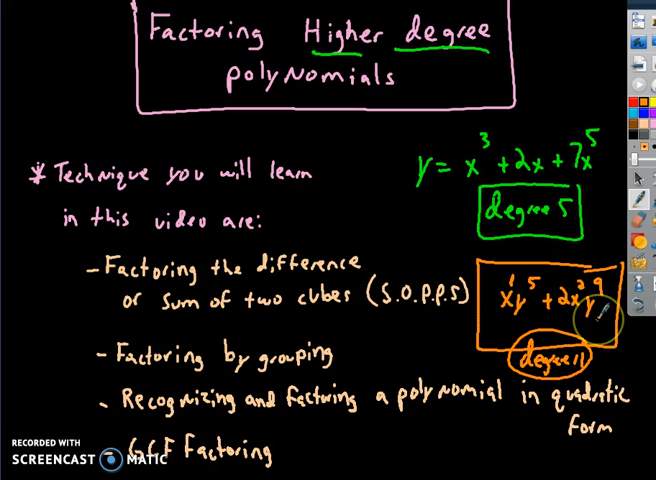 Factoring Higher degree
polynomials
* Technique you will learn
in this video are:
y = x³ + 2x + 7x⁵
degree 5
- Factoring the difference
or sum of two cubes (S.O.P.P.S)
x¹y⁵ + 2x²y⁹
degree 11
- Factoring by grouping
- Recognizing and factoring a polynomial in quadratic
form
- GCF Factoring
RECORDED WITH
SCREENCAST MATIC